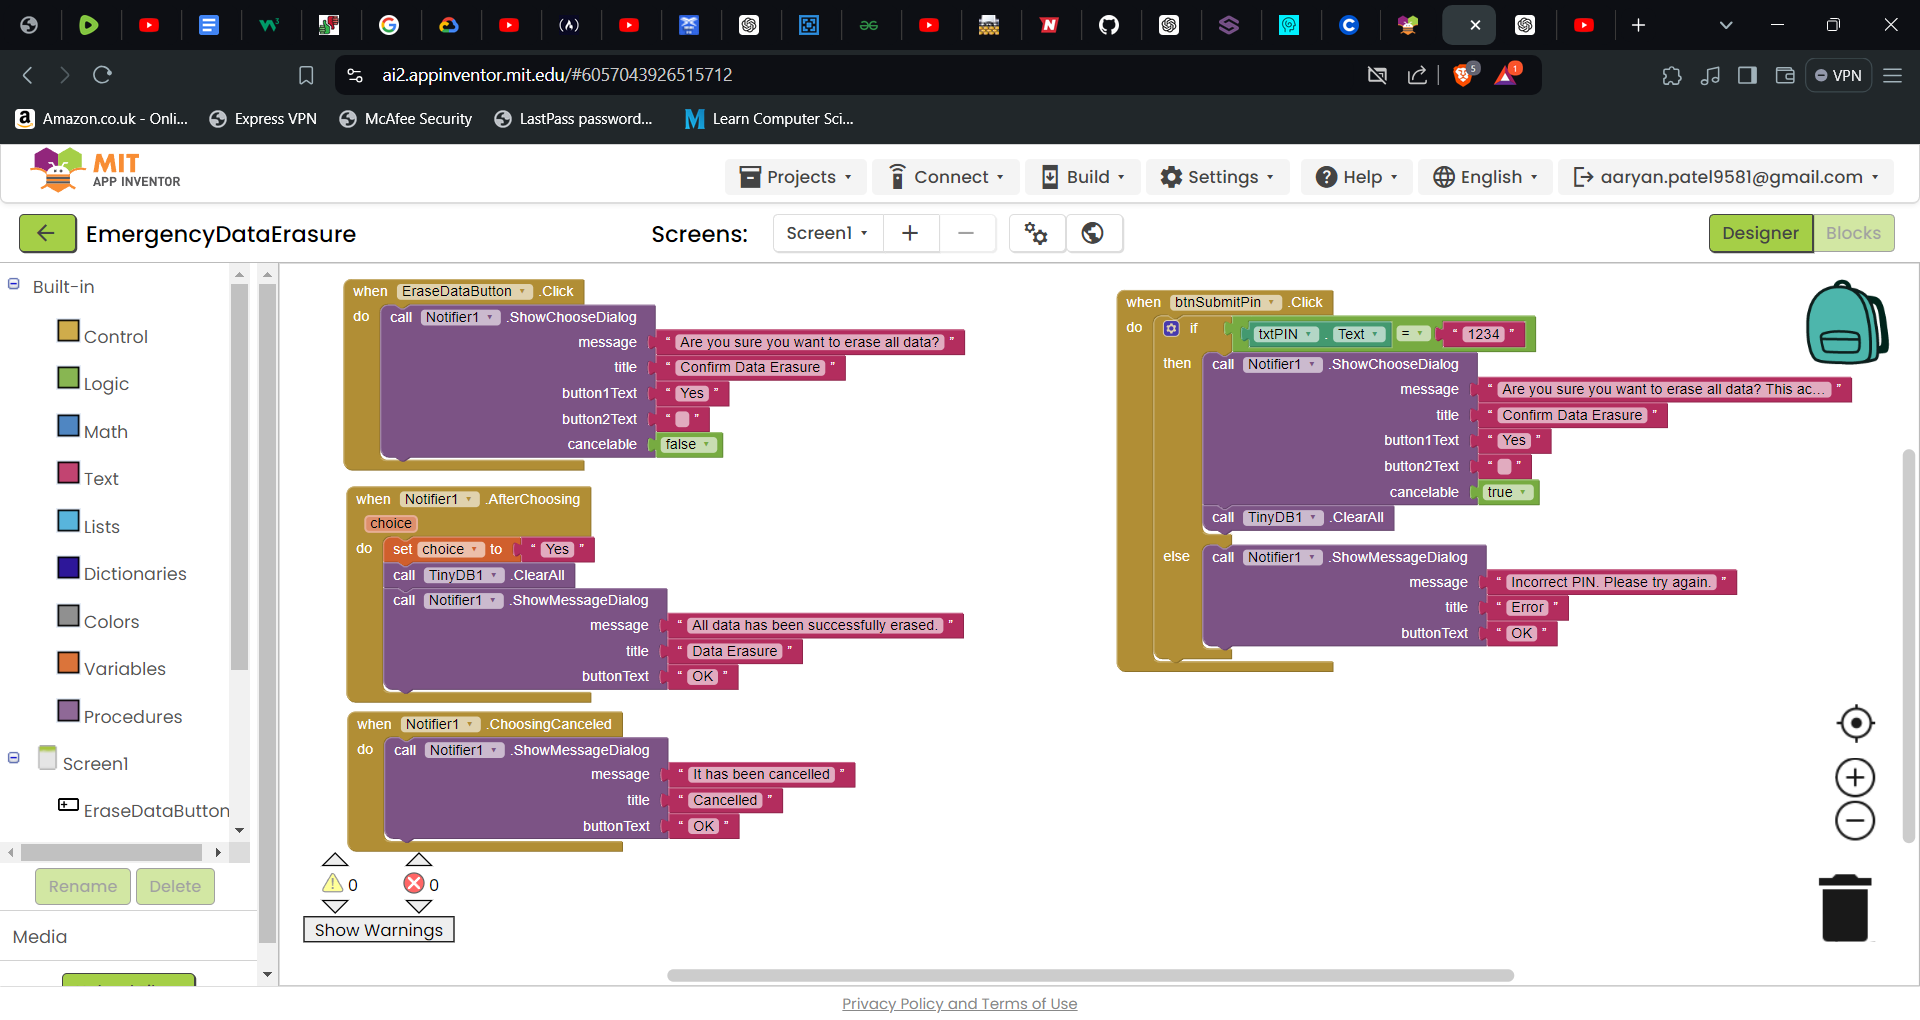 ai2.appinventor.mit.edu/#6057043926515712
5
1
VPN
Amazon.co.uk - Onli...
Express VPN
McAfee Security
LastPass password...
Learn Computer Sci...
MIT
APP INVENTOR
Projects
Connect
Build
Settings
Help
English
aaryan.patel9581@gmail.com
EmergencyDataErasure
Screens:
Screen1
Designer
Blocks
Built-in
Control
Logic
Math
Text
Lists
Dictionaries
Colors
Variables
Procedures
Screen1
EraseDataButton
Rename
Delete
Media
when EraseDataButton .Click
do call Notifier1 .ShowChooseDialog
message " Are you sure you want to erase all data? "
title " Confirm Data Erasure "
button1Text " Yes "
button2Text " "
cancelable false
when Notifier1 .AfterChoosing
choice
do set choice to " Yes "
call TinyDB1 .ClearAll
call Notifier1 .ShowMessageDialog
message " All data has been successfully erased. "
title " Data Erasure "
buttonText " OK "
when Notifier1 .ChoosingCanceled
do call Notifier1 .ShowMessageDialog
message " It has been cancelled "
title " Cancelled "
buttonText " OK "
when btnSubmitPin .Click
do if txtPIN . Text = " 1234 "
then call Notifier1 .ShowChooseDialog
message " Are you sure you want to erase all data? This ac... "
title " Confirm Data Erasure "
button1Text " Yes "
button2Text " "
cancelable true
call TinyDB1 .ClearAll
else call Notifier1 .ShowMessageDialog
message " Incorrect PIN. Please try again. "
title " Error "
buttonText " OK "
0
0
Show Warnings
Privacy Policy and Terms of Use